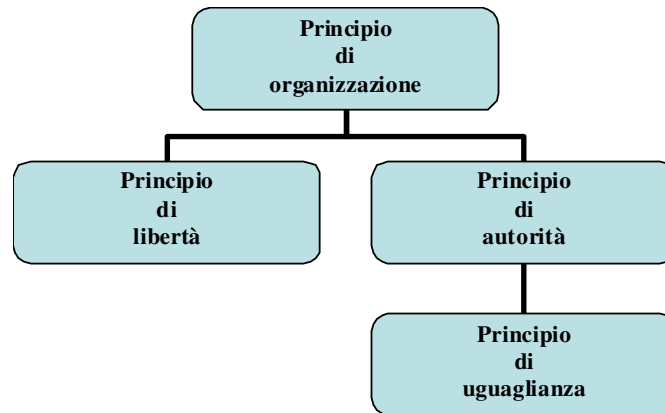 Principio
di
organizzazione
Principio
di
libertà
Principio
di
autorità
Principio
di
uguaglianza